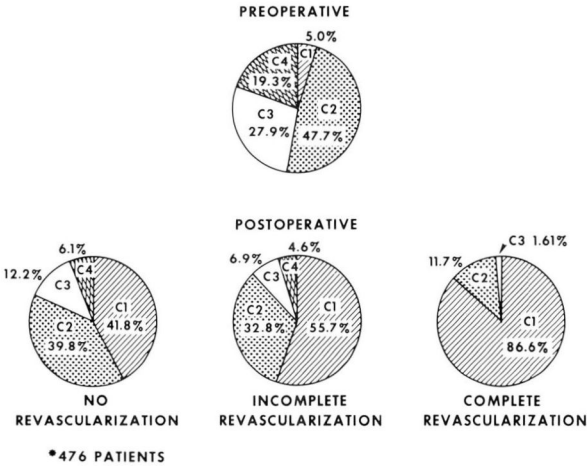 PREOPERATIVE
5.0%
C4
C1
19.3%
C2
C3
27.9%
47.7%
POSTOPERATIVE
6.1%
12.2%
C4
C3
C1
C2
41.8%
39.8%
4.6%
6.9%
C4
C3
C2
C1
32.8%
55.7%
C3 1.61%
11.7%
C2
C1
86.6%
NO
REVASCULARIZATION
INCOMPLETE
REVASCULARIZATION
COMPLETE
REVASCULARIZATION
*476 PATIENTS